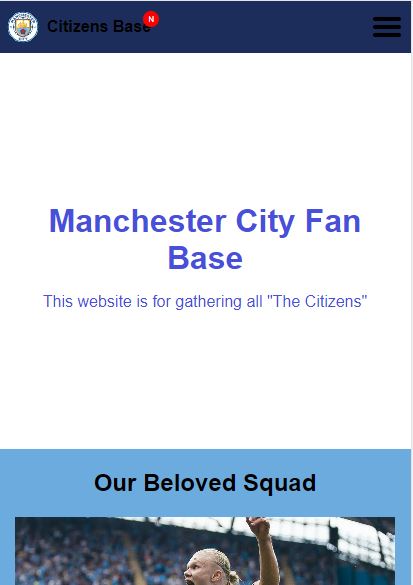 Citizens Base
N
Manchester City Fan
Base
This website is for gathering all "The Citizens"
Our Beloved Squad